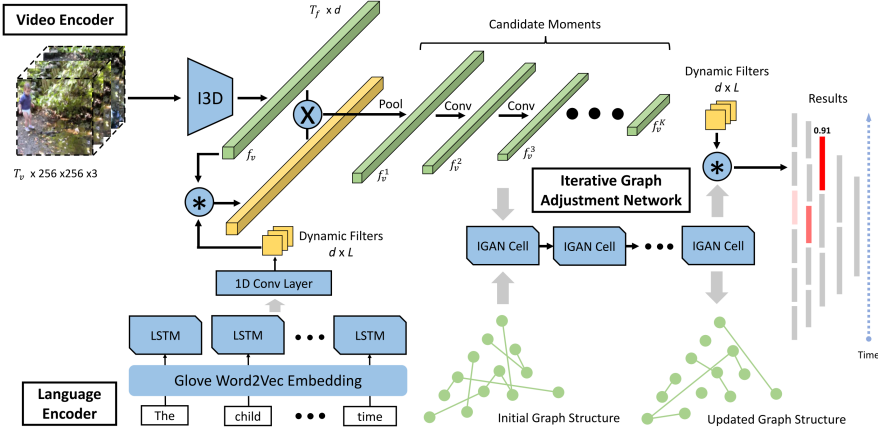 Video Encoder
T_f x d
Candidate Moments
I3D
X
Pool
Conv
Conv
f_v
f_v^1
f_v^2
f_v^3
f_v^K
Dynamic Filters
d x L
Results
0.91
T_v x 256 x256 x3
*
*
Iterative Graph
Adjustment Network
Dynamic Filters
d x L
IGAN Cell
IGAN Cell
IGAN Cell
1D Conv Layer
LSTM
LSTM
LSTM
Time
Glove Word2Vec Embedding
Language
Encoder
The
child
time
Initial Graph Structure
Updated Graph Structure